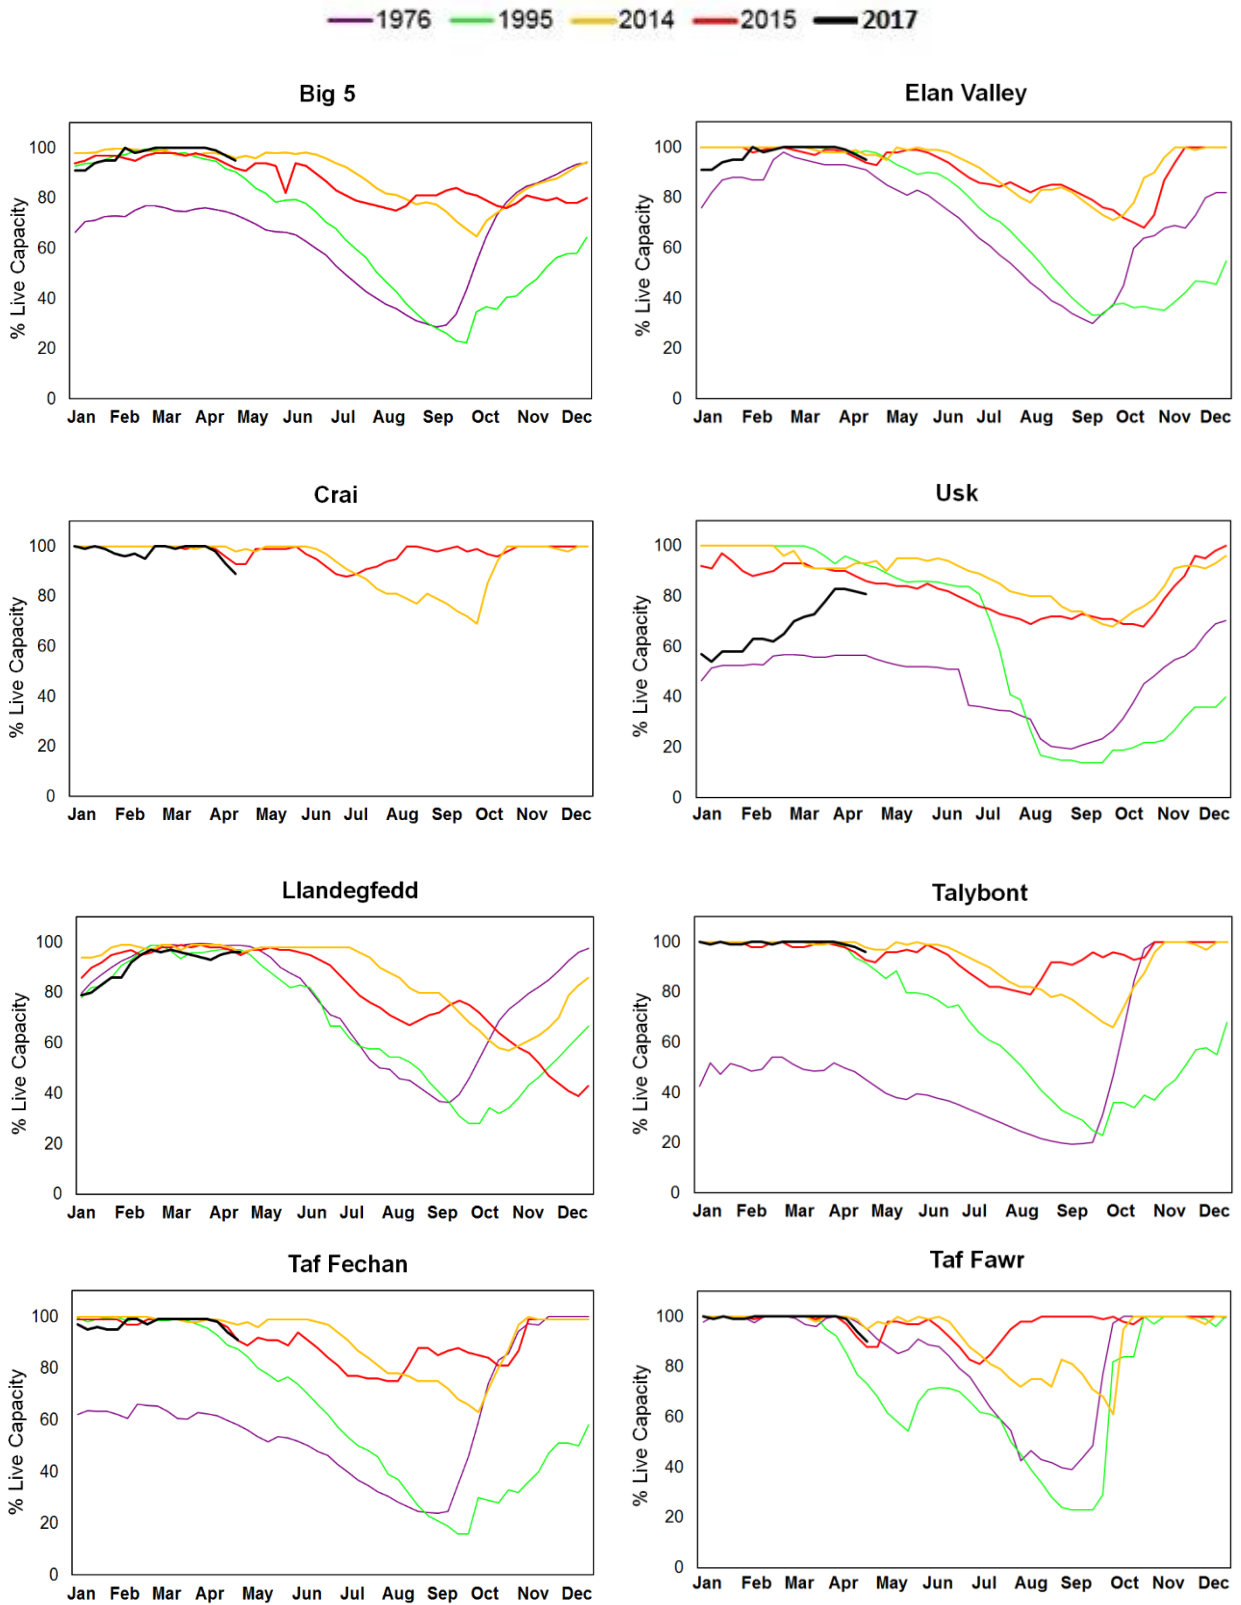 1976 1995 2014 2015 2017
Big 5
% Live Capacity
100
80
60
40
20
0
Jan Feb Mar Apr May Jun Jul Aug Sep Oct Nov Dec
Elan Valley
% Live Capacity
100
80
60
40
20
0
Jan Feb Mar Apr May Jun Jul Aug Sep Oct Nov Dec
Crai
% Live Capacity
100
80
60
40
20
0
Jan Feb Mar Apr May Jun Jul Aug Sep Oct Nov Dec
Usk
% Live Capacity
100
80
60
40
20
0
Jan Feb Mar Apr May Jun Jul Aug Sep Oct Nov Dec
Llandegfedd
% Live Capacity
100
80
60
40
20
0
Jan Feb Mar Apr May Jun Jul Aug Sep Oct Nov Dec
Talybont
% Live Capacity
100
80
60
40
20
0
Jan Feb Mar Apr May Jun Jul Aug Sep Oct Nov Dec
Taf Fechan
% Live Capacity
100
80
60
40
20
0
Jan Feb Mar Apr May Jun Jul Aug Sep Oct Nov Dec
Taf Fawr
% Live Capacity
100
80
60
40
20
0
Jan Feb Mar Apr May Jun Jul Aug Sep Oct Nov Dec